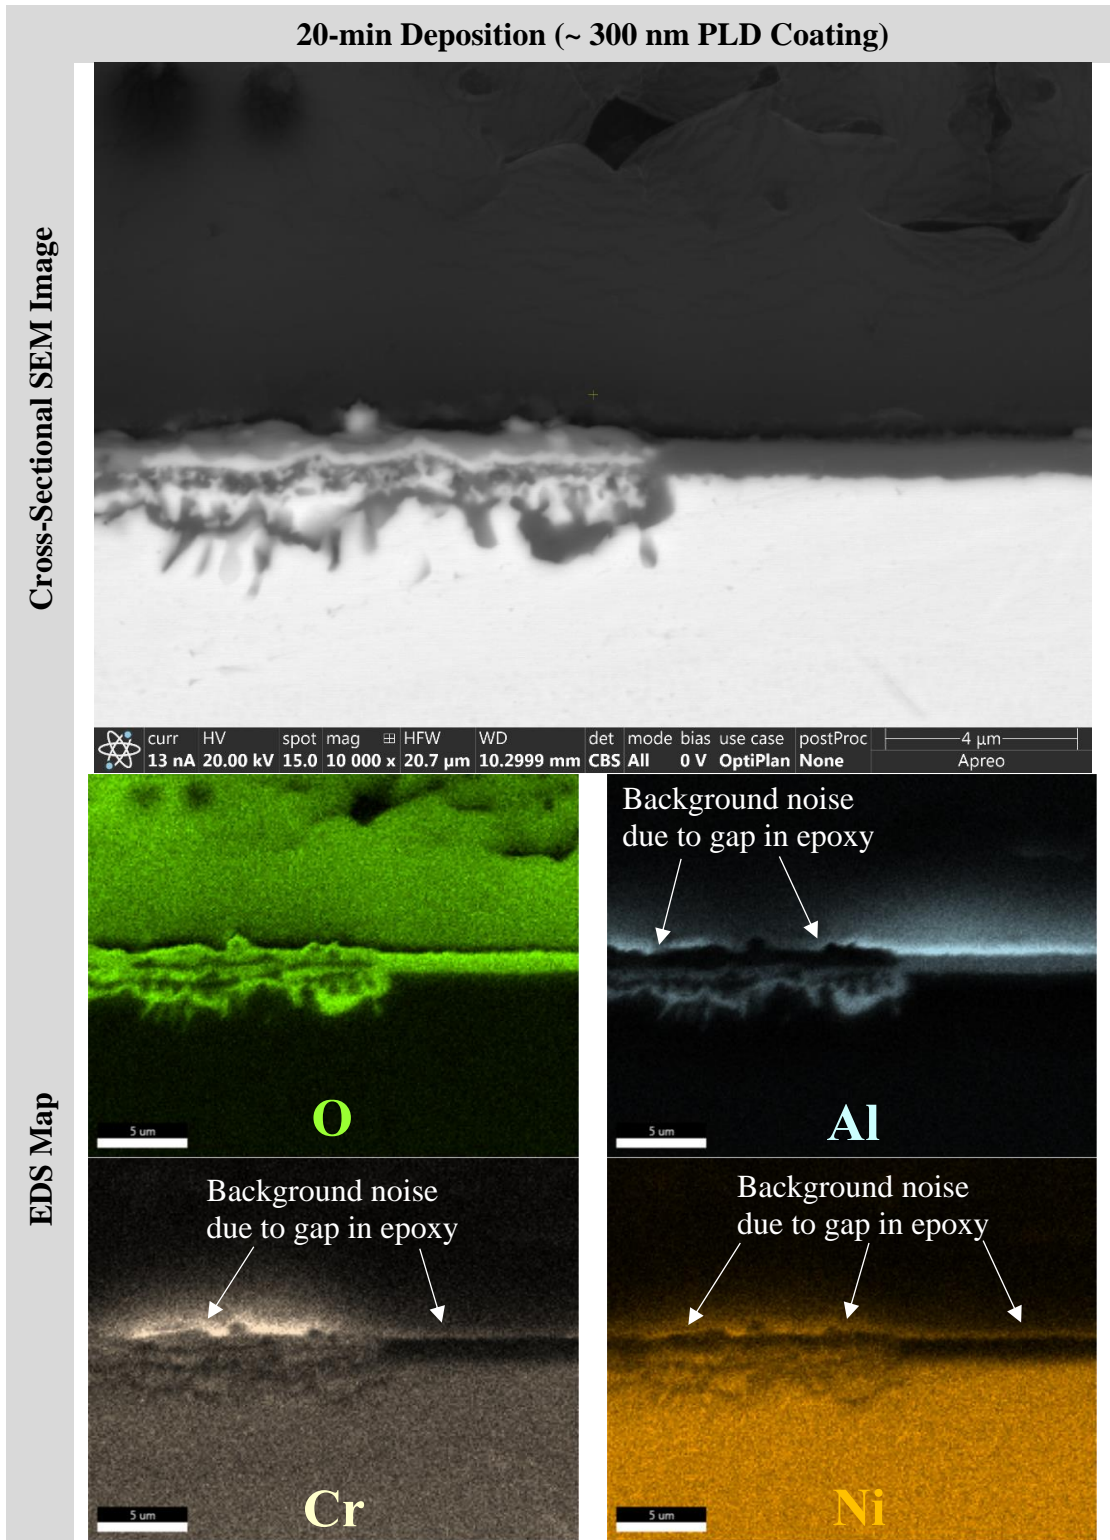 20-min Deposition (~ 300 nm PLD Coating)
Cross-Sectional SEM Image
curr HV spot mag HFW WD det mode bias use case postProc 4 µm
13 nA 20.00 kV 15.0 10 000 x 20.7 µm 10.2999 mm CBS All 0 V OptiPlan None Apreo
EDS Map
Background noise
due to gap in epoxy
5 um
O
5 um
Al
Background noise
due to gap in epoxy
Background noise
due to gap in epoxy
5 um
Cr
5 um
Ni